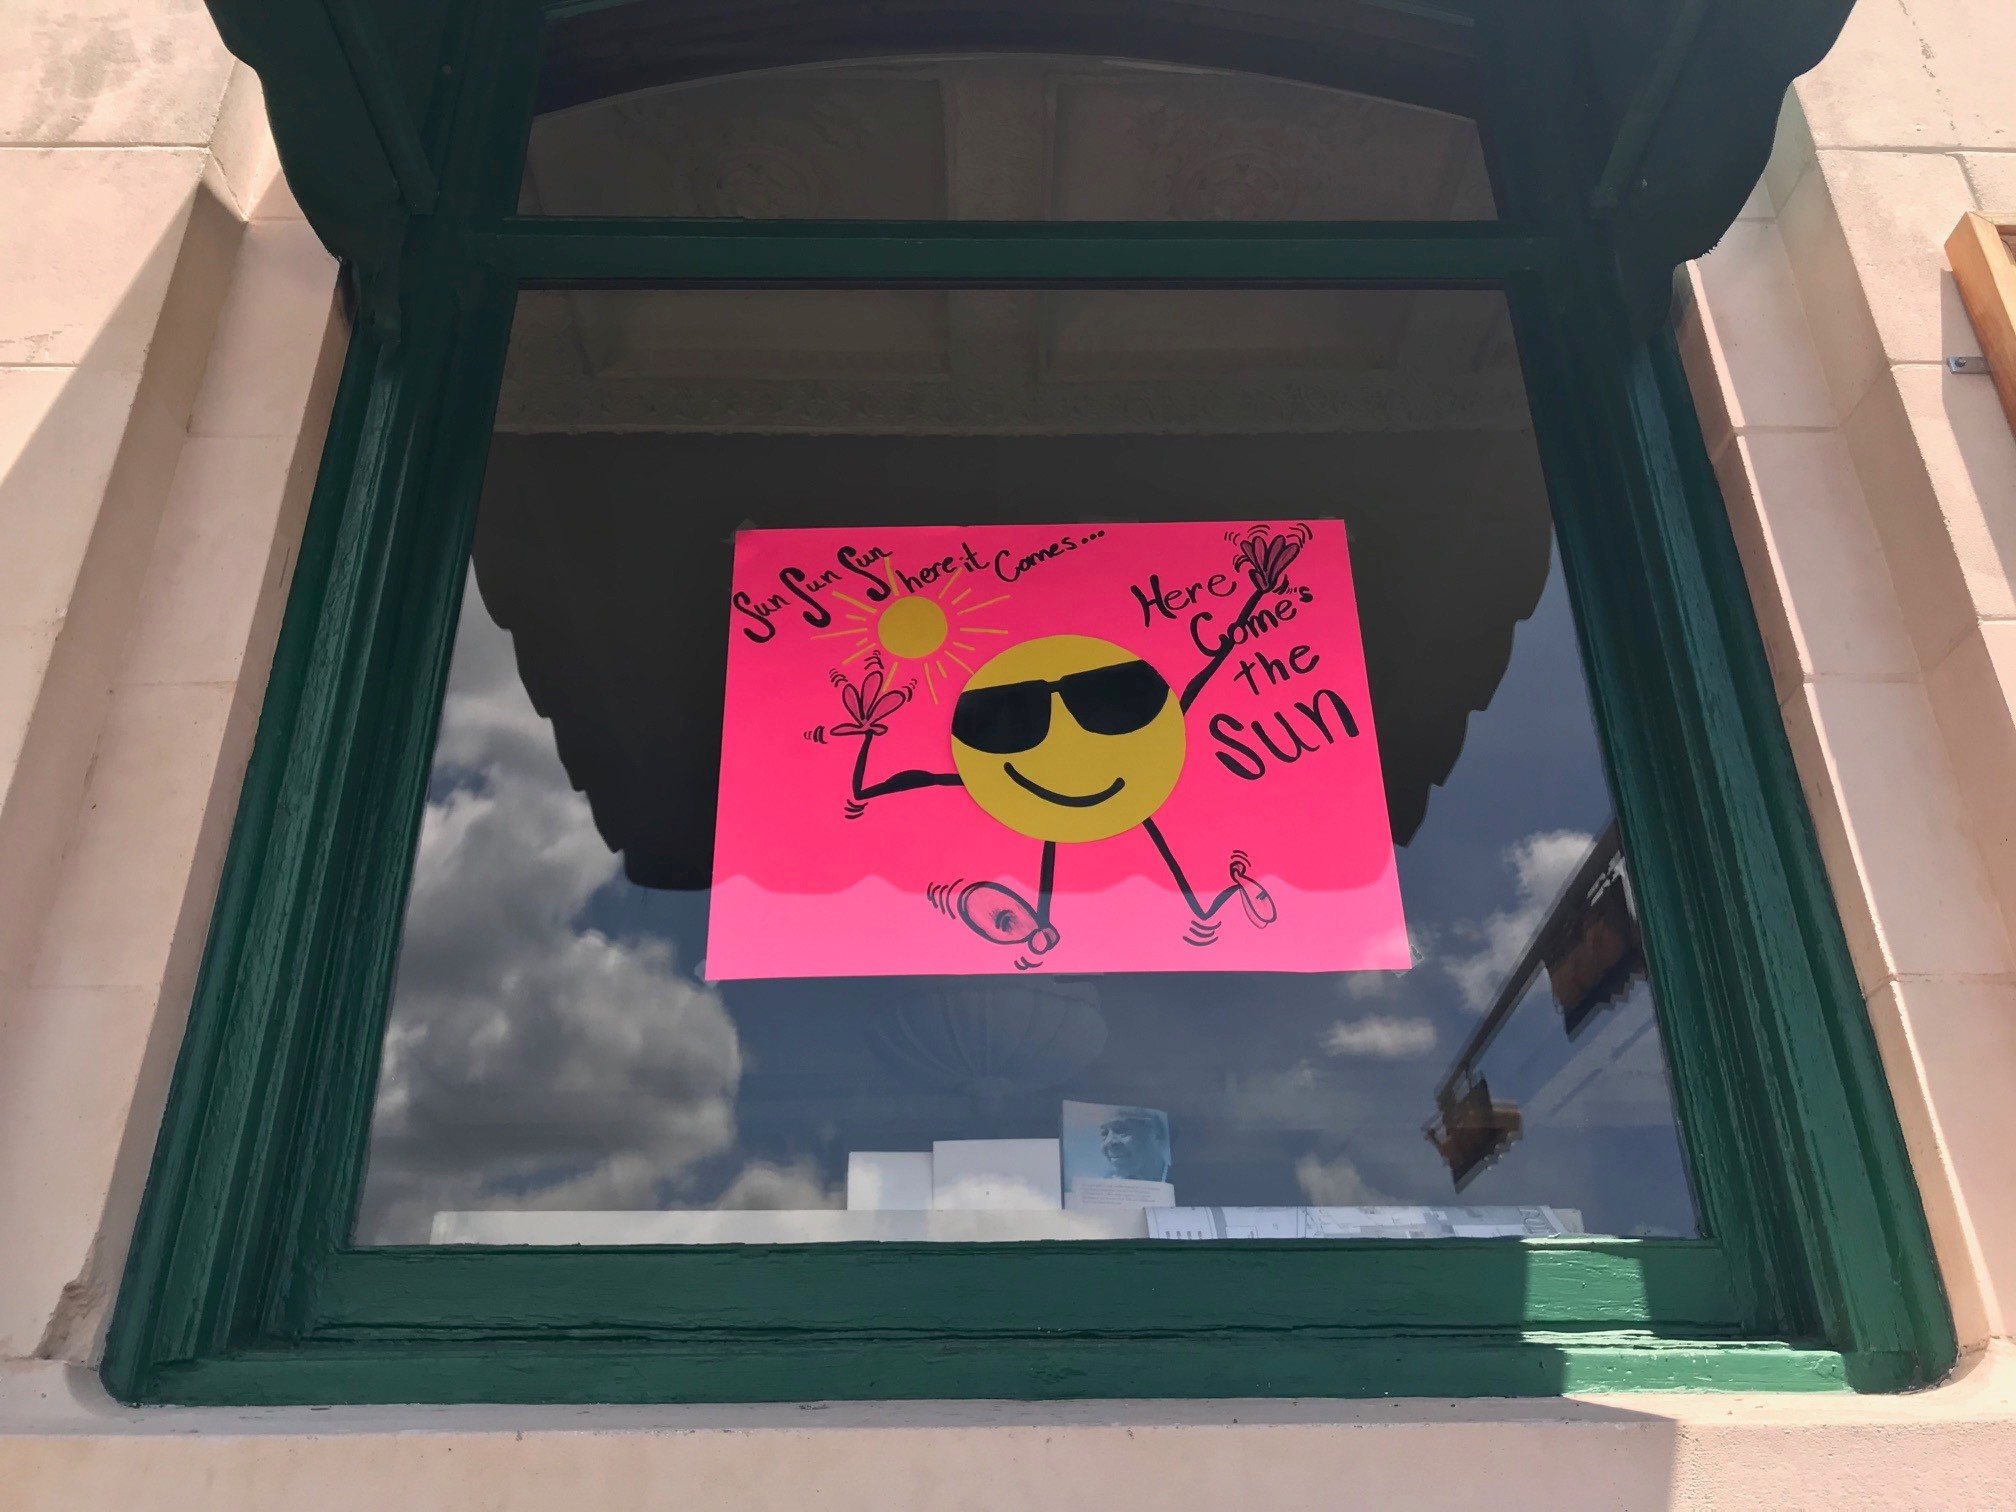 Sun Sun Sun here it Comes...
Here
Come's
the
Sun